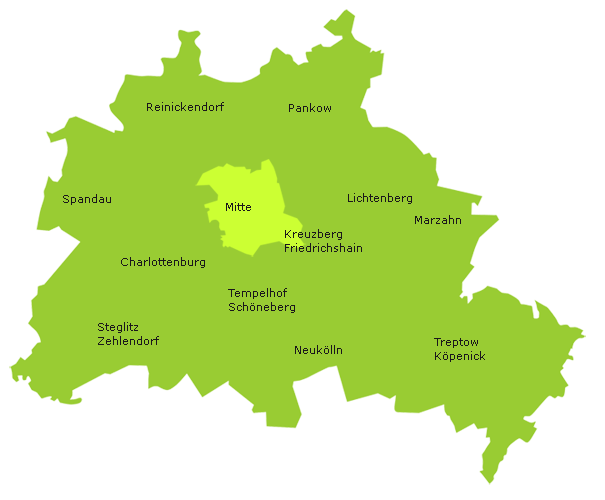 Reinickendorf
Pankow
Spandau
Mitte
Lichtenberg
Marzahn
Kreuzberg
Friedrichshain
Charlottenburg
Tempelhof
Schöneberg
Steglitz
Zehlendorf
Neukölln
Treptow
Köpenick